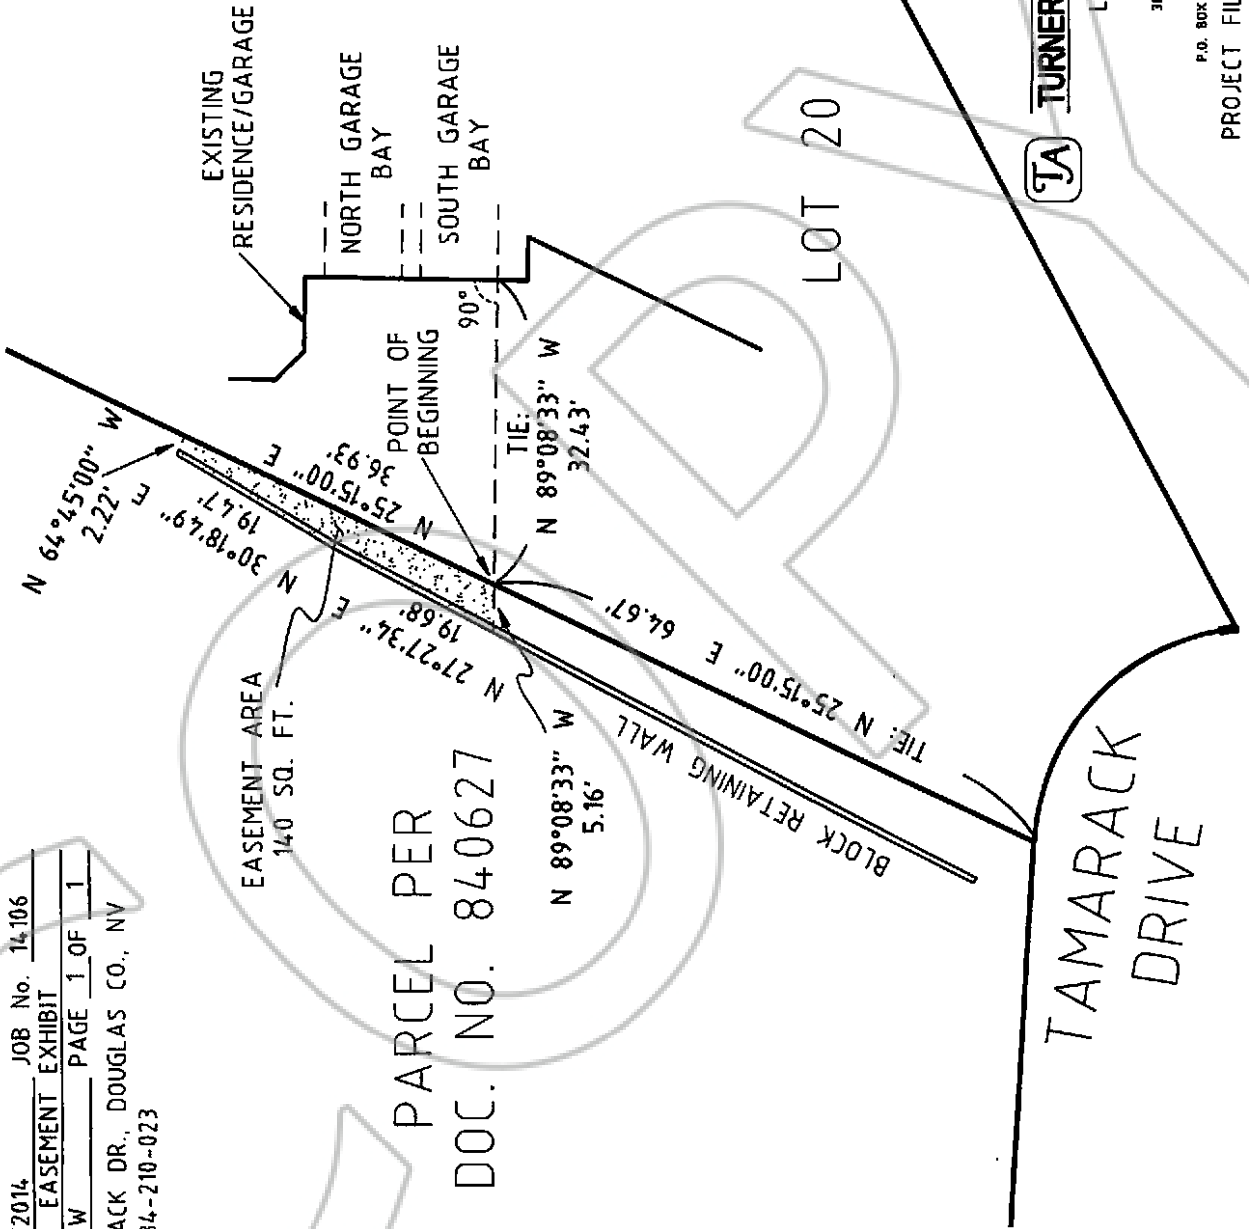 2014 JOB No. 14106
EASEMENT EXHIBIT
W PAGE 1 OF 1
ACK DR., DOUGLAS CO., NV
34-210-023
EXISTING
RESIDENCE/GARAGE
NORTH GARAGE
BAY
SOUTH GARAGE
BAY
90°
POINT OF
BEGINNING
TIE:
N 89°08'33" W
32.43'
N 64°45'00" W
2.22'
N 30°18'49" E
19.47'
N 25°15'00" E
36.93'
N 27°27'34" E
19.68'
EASEMENT AREA
140 SQ. FT.
N 89°08'33" W
5.16'
TIE: N 25°15'00" E 64.67'
BLOCK RETAINING WALL
PARCEL PER
DOC. NO. 840627
LOT 20
TAMARACK
DRIVE
TA TURNER
L
P.O. BOX
PROJECT FIL
COPY